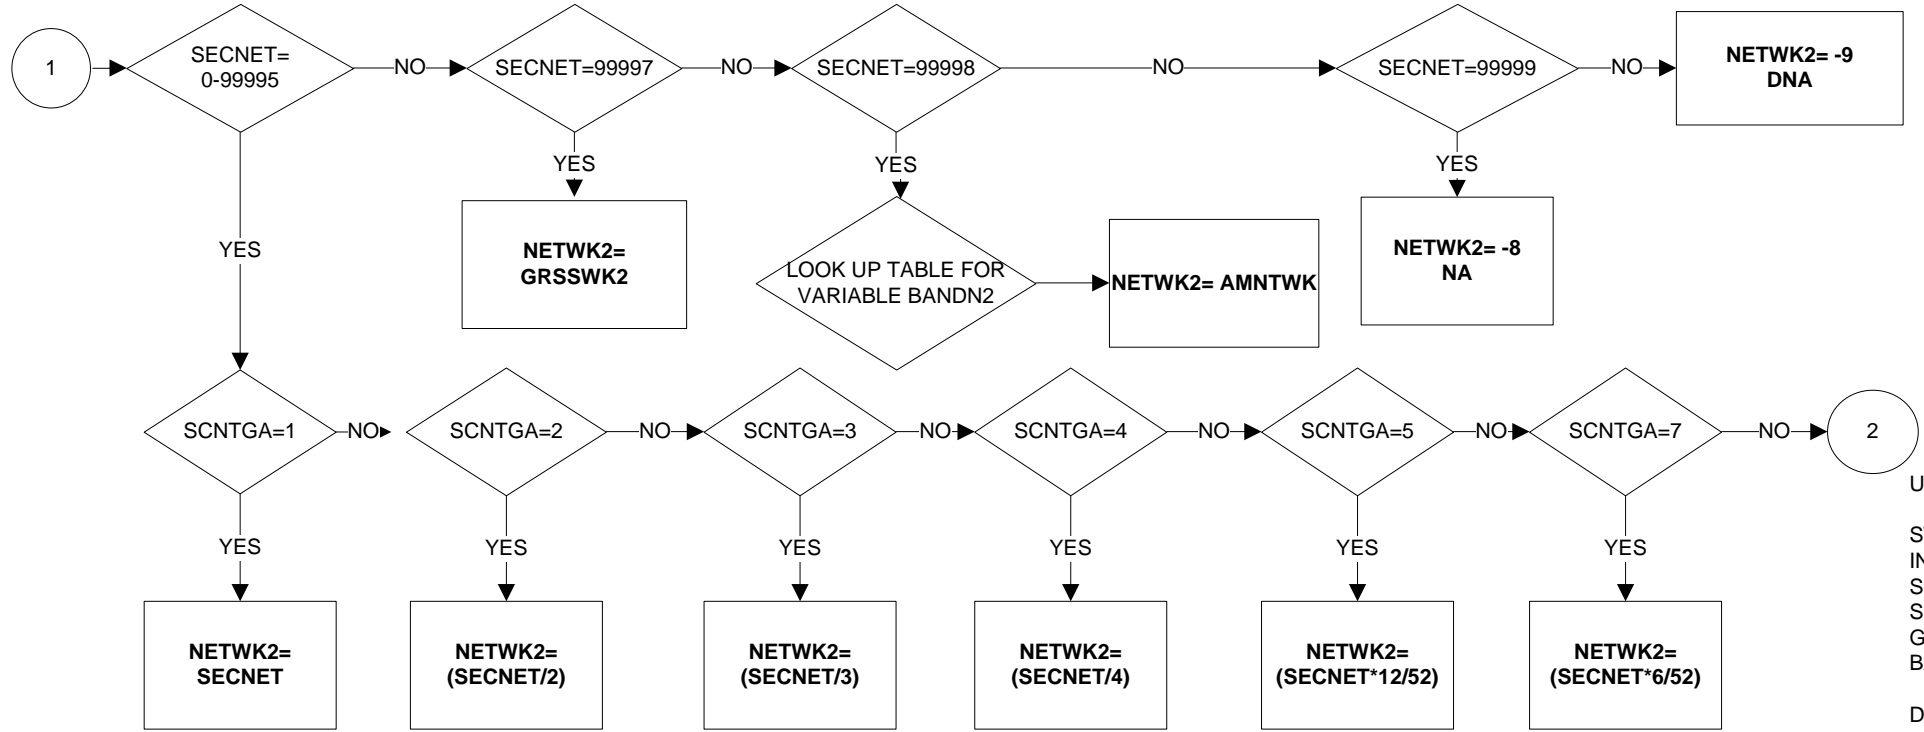 1
SECNET=
0-99995
NO
SECNET=99997
NO
SECNET=99998
NO
SECNET=99999
NO
NETWK2= -9
DNA
YES
YES
YES
YES
NETWK2=
GRSSWK2
LOOK UP TABLE FOR
VARIABLE BANDN2
NETWK2= AMNTWK
NETWK2= -8
NA
SCNTGA=1
NO
SCNTGA=2
NO
SCNTGA=3
NO
SCNTGA=4
NO
SCNTGA=5
NO
SCNTGA=7
NO
2
YES
YES
YES
YES
YES
YES
NETWK2=
SECNET
NETWK2=
(SECNET/2)
NETWK2=
(SECNET/3)
NETWK2=
(SECNET/4)
NETWK2=
(SECNET*12/52)
NETWK2=
(SECNET*6/52)
U
S
IN
S
S
G
B
D